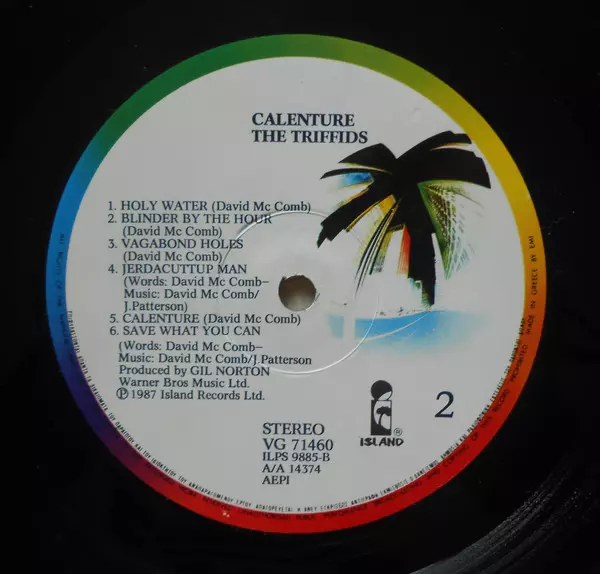 CALENTURE
THE TRIFFIDS
1. HOLY WATER (David Mc Comb)
2. BLINDER BY THE HOUR
(David Mc Comb)
3. VAGABOND HOLES
(David Mc Comb)
4. JERDACUTTUP MAN
(Words: David Mc Comb–
Music: David Mc Comb/
J.Patterson)
5. CALENTURE (David Mc Comb)
6. SAVE WHAT YOU CAN
(Words: David Mc Comb–
Music: David Mc Comb/J.Patterson
Produced by GIL NORTON
Warner Bros Music Ltd.
Ⓟ 1987 Island Records Ltd.
ISLAND
®
2
STEREO
VG 71460
ILPS 9885-B
A/A 14374
AEPI
MADE IN GREECE BY EMI